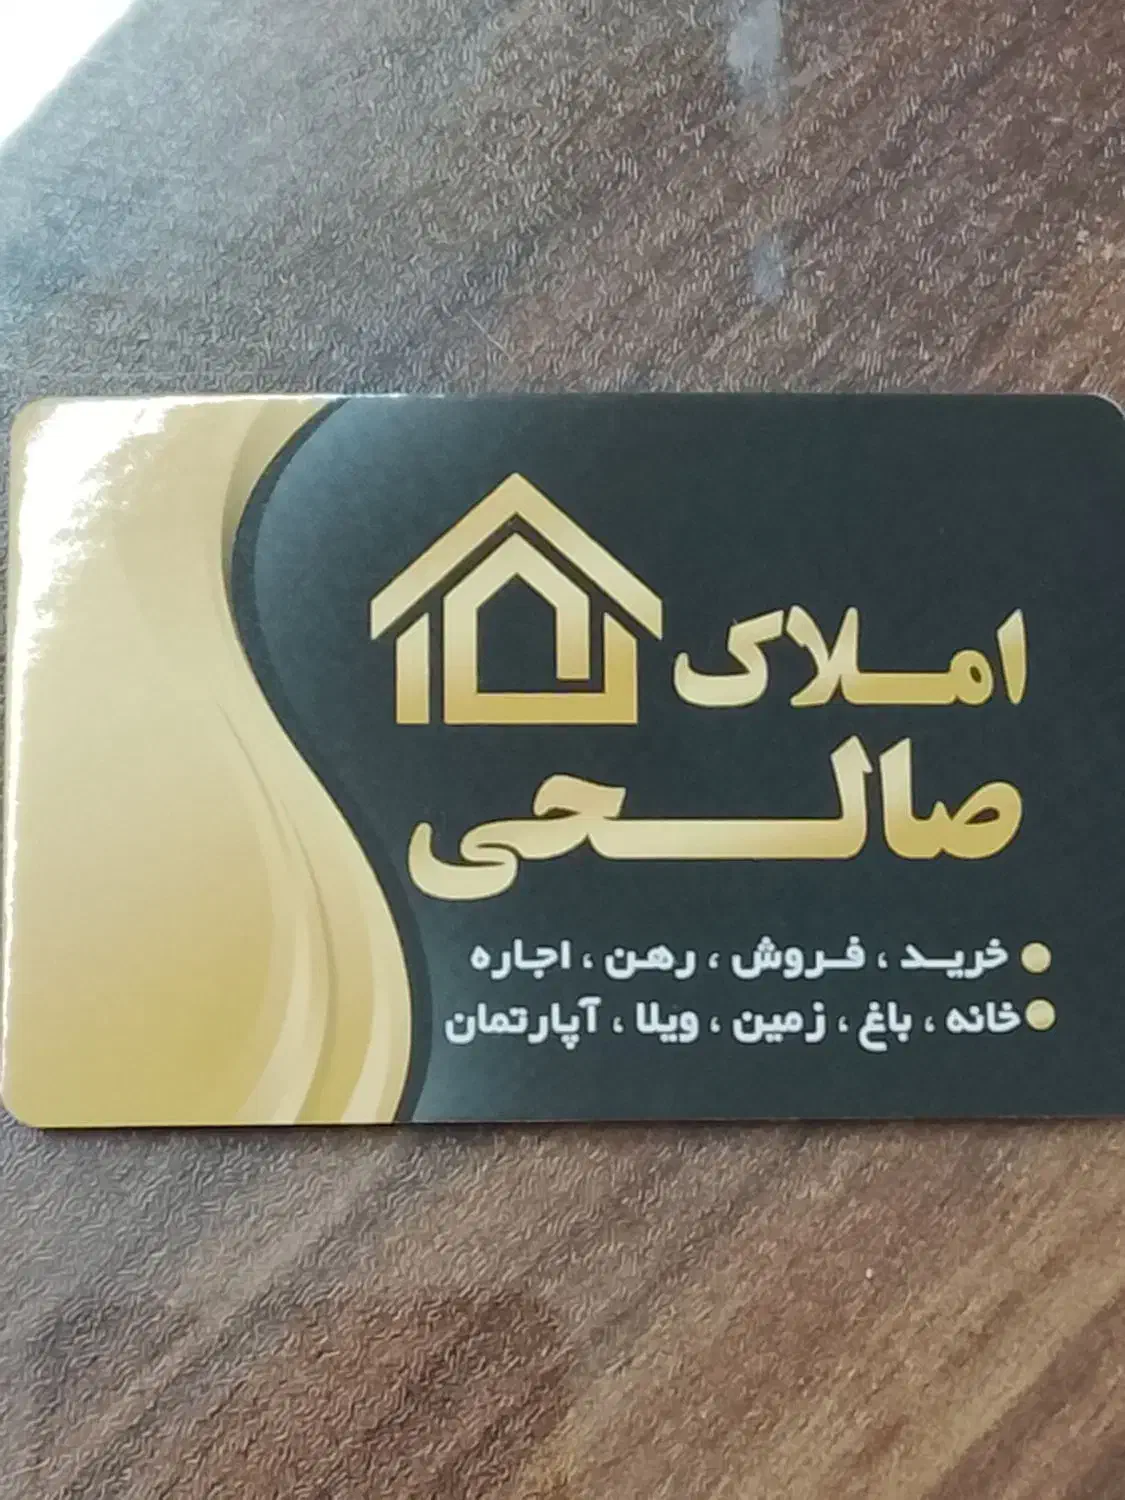 املاک
صالحی
خرید ، فروش ، رهن ، اجاره
خانه ، باغ ، زمین ، ویلا ، آپارتمان